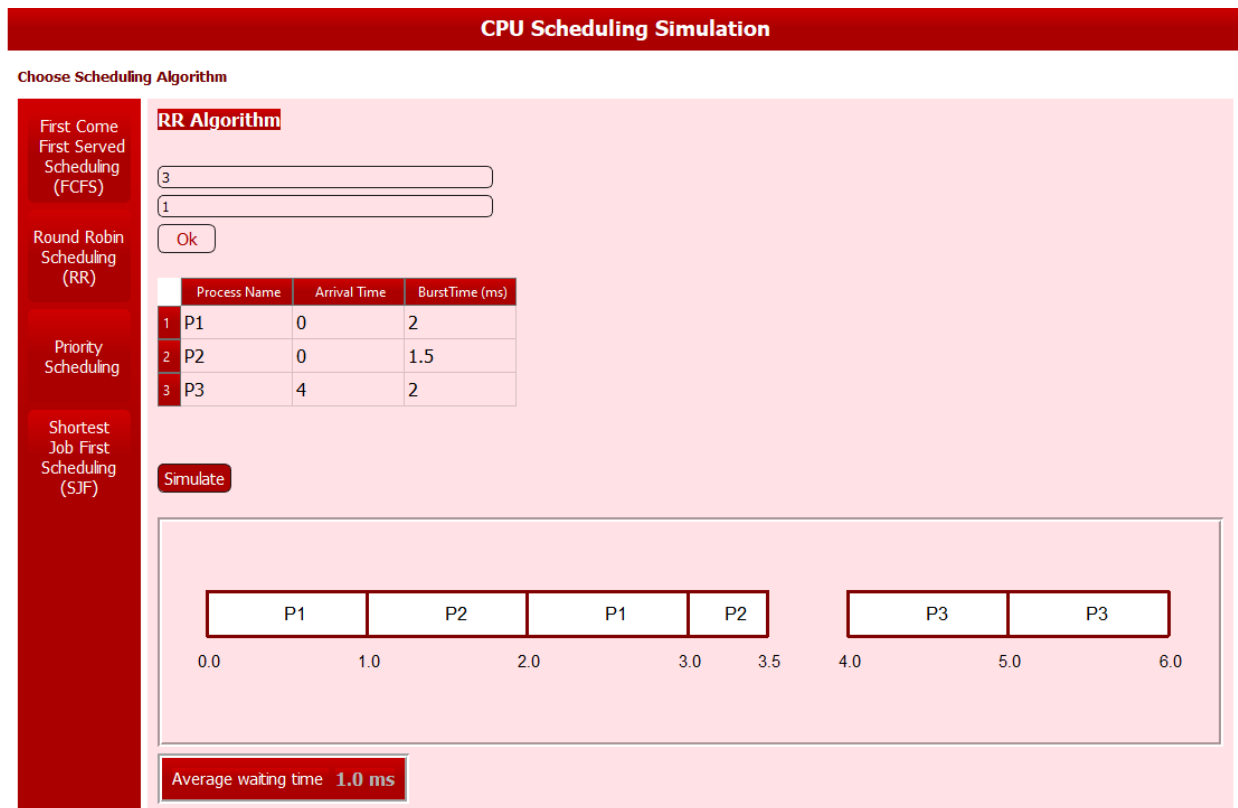 CPU Scheduling Simulation
Choose Scheduling Algorithm
First Come
First Served
Scheduling
(FCFS)
Round Robin
Scheduling
(RR)
Priority
Scheduling
Shortest
Job First
Scheduling
(SJF)
RR Algorithm
3
1
Ok
Process Name Arrival Time BurstTime (ms)
1 P1 0 2
2 P2 0 1.5
3 P3 4 2
Simulate
P1 P2 P1 P2 P3 P3
0.0 1.0 2.0 3.0 3.5 4.0 5.0 6.0
Average waiting time 1.0 ms